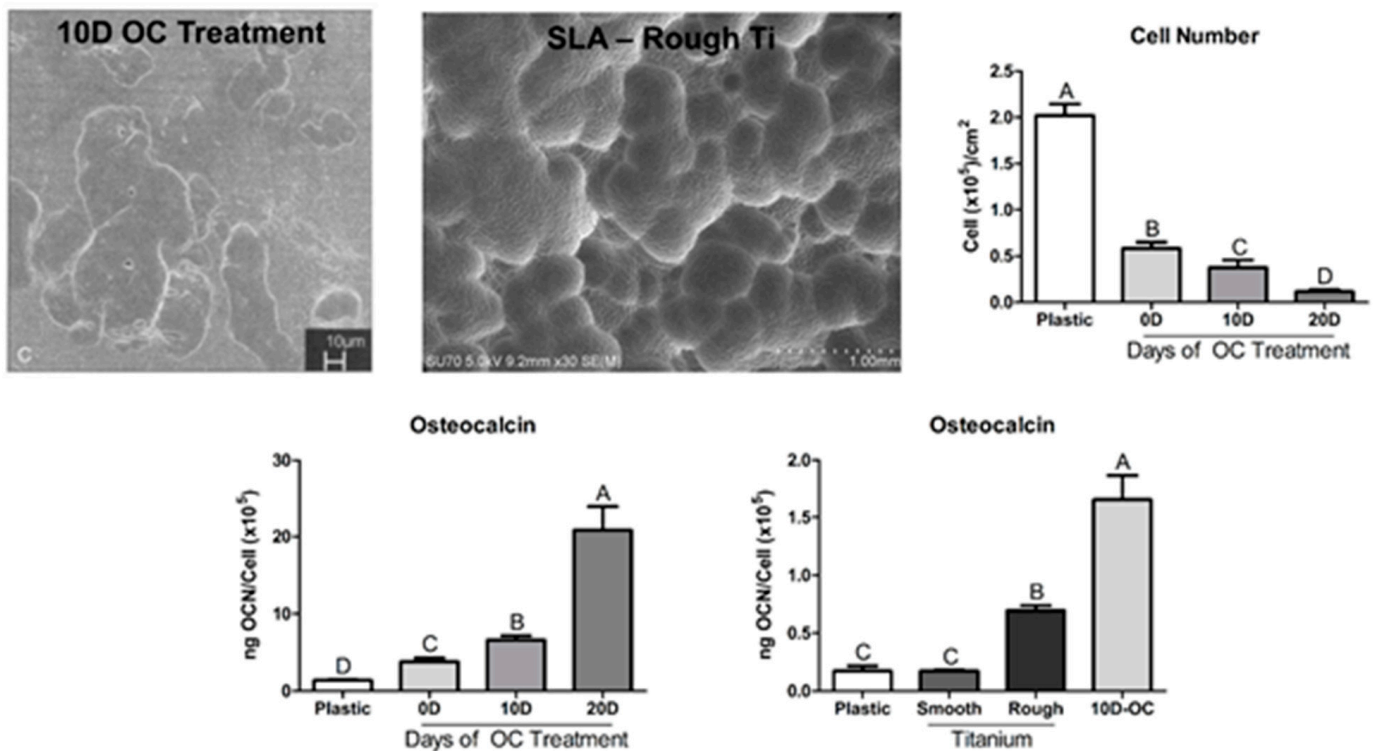 10D OC Treatment
C
10µm
SLA – Rough Ti
SU70 5.0kV 9.2mm x30 SE(M)
1.00mm
Cell Number
Cell (x10⁵)/cm²
2.5
2.0
1.5
1.0
0.5
0.0
A
B
C
D
Plastic 0D 10D 20D
Days of OC Treatment
Osteocalcin
ng OCN/Cell (x10⁵)
30
20
10
0
D
C
B
A
Plastic 0D 10D 20D
Days of OC Treatment
Osteocalcin
ng OCN/Cell (x10⁵)
2.0
1.5
1.0
0.5
0.0
C
C
B
A
Plastic Smooth Rough 10D-OC
Titanium